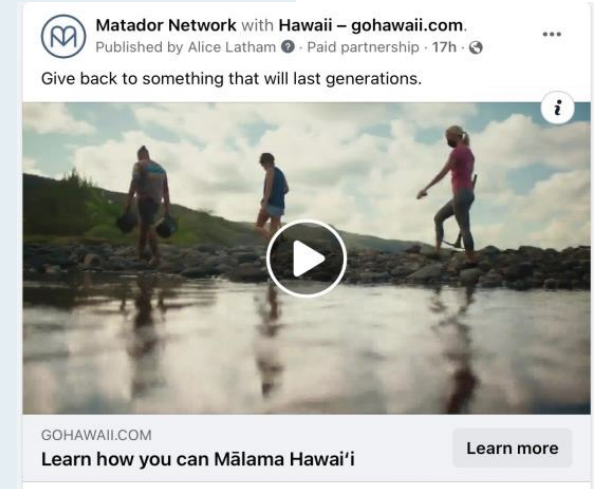 Matador Network with Hawaii – gohawaii.com.
Published by Alice Latham · Paid partnership · 17h ·
Give back to something that will last generations.
GOHAWAII.COM
Learn how you can Mālama Hawaiʻi
Learn more